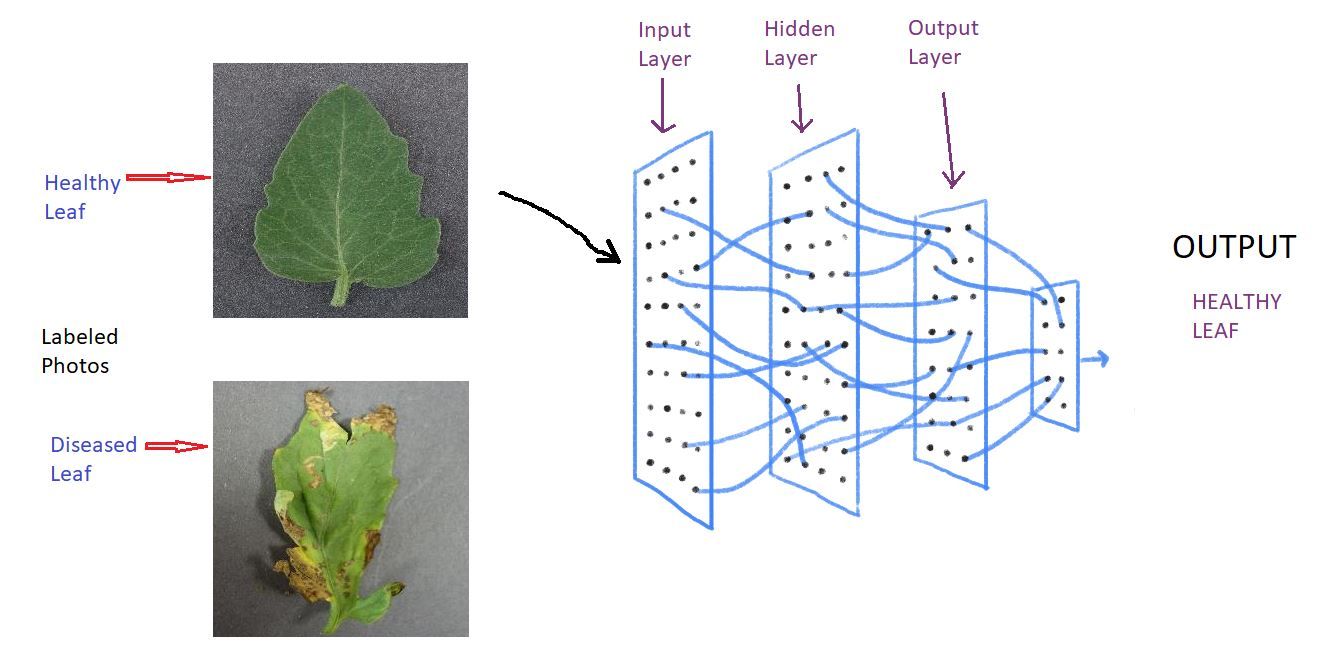 Input
Layer
Hidden
Layer
Output
Layer
Healthy
Leaf
Labeled
Photos
Diseased
Leaf
OUTPUT
HEALTHY
LEAF